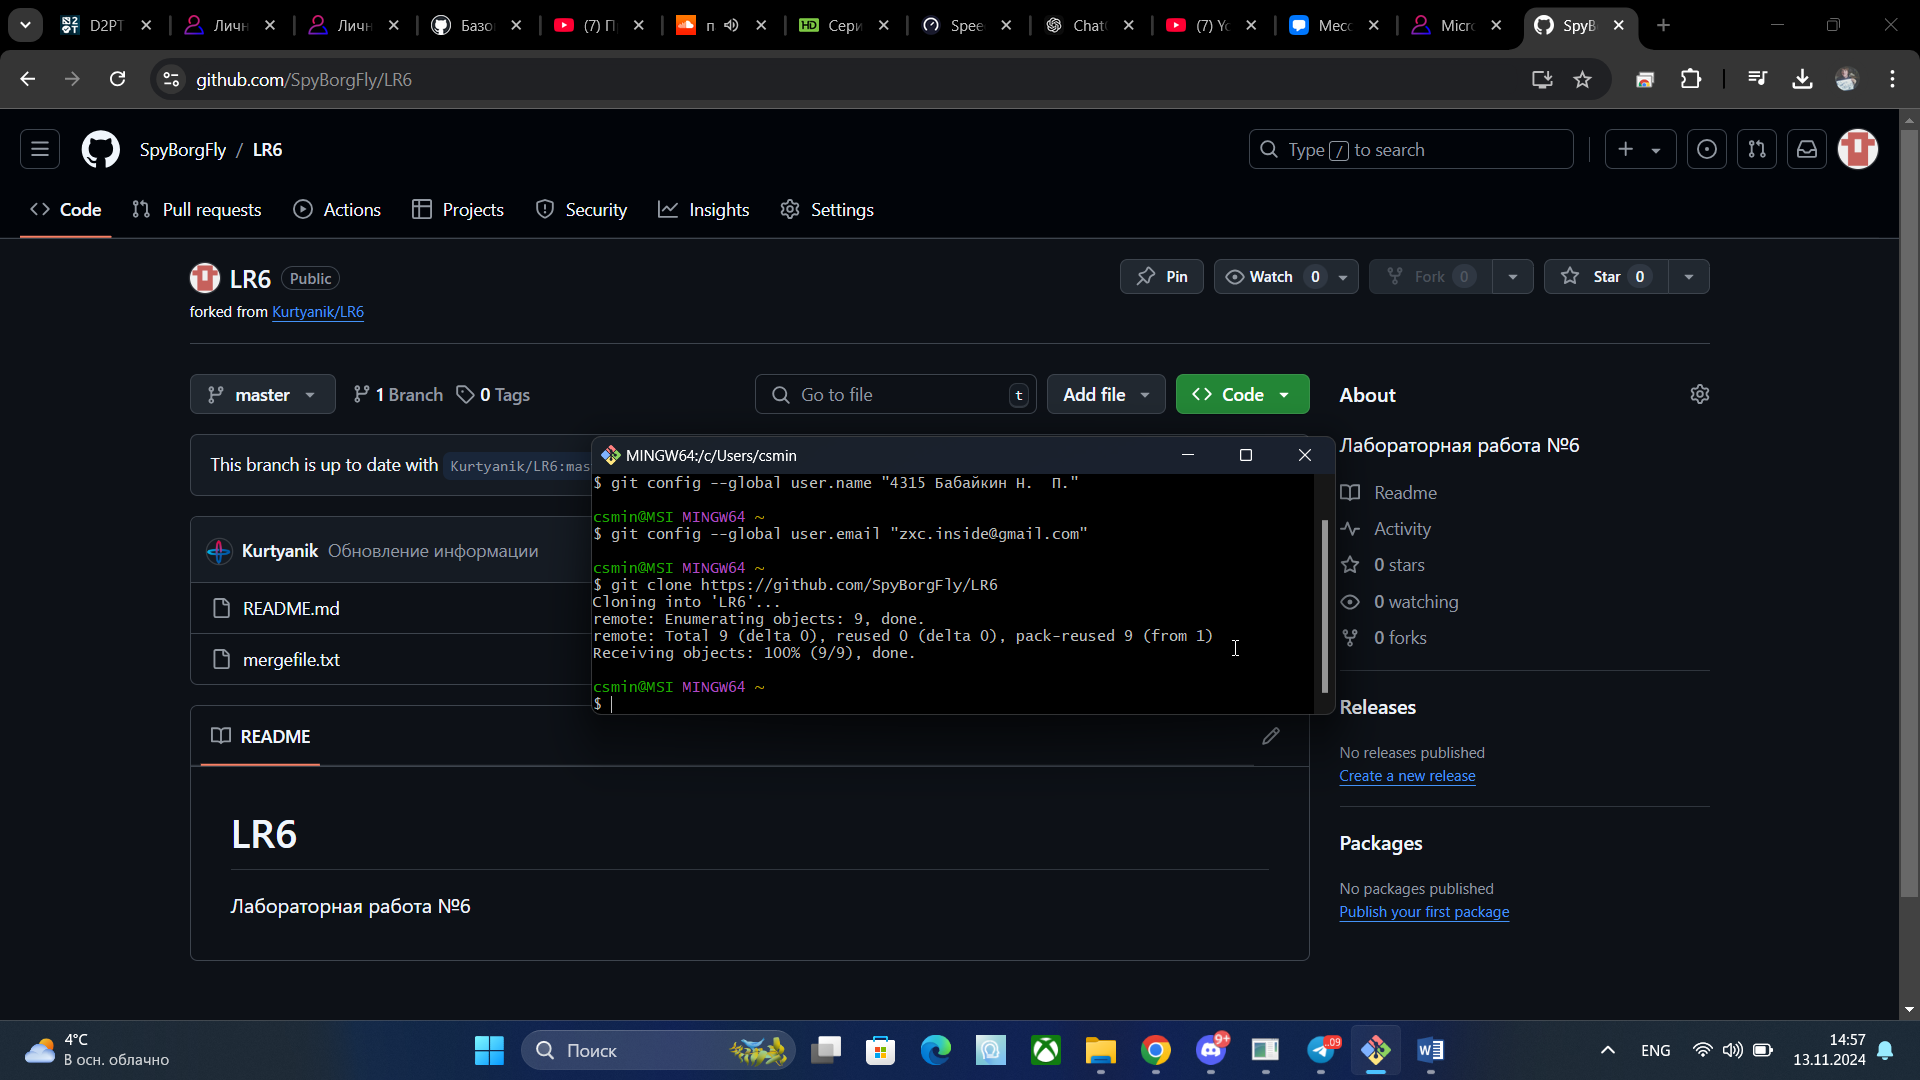 D2PT
Личн
Личн
Базо
(7) П
п
HD Сери
Spee
Chat
(7) Yo
Месс
Micro
SpyB
github.com/SpyBorgFly/LR6
SpyBorgFly / LR6
Type / to search
Code
Pull requests
Actions
Projects
Security
Insights
Settings
LR6 Public
Pin
Watch 0
Fork 0
Star 0
forked from Kurtyanik/LR6
master
1 Branch
0 Tags
Go to file t
Add file
Code
This branch is up to date with Kurtyanik/LR6:mas
Kurtyanik Обновление информации
README.md
mergefile.txt
MINGW64:/c/Users/csmin
$ git config --global user.name "4315 Бабайкин Н.  П."
csmin@MSI MINGW64 ~
$ git config --global user.email "zxc.inside@gmail.com"
csmin@MSI MINGW64 ~
$ git clone https://github.com/SpyBorgFly/LR6
Cloning into 'LR6'...
remote: Enumerating objects: 9, done.
remote: Total 9 (delta 0), reused 0 (delta 0), pack-reused 9 (from 1)
Receiving objects: 100% (9/9), done.
csmin@MSI MINGW64 ~
$
README
LR6
Лабораторная работа №6
About
Лабораторная работа №6
Readme
Activity
0 stars
0 watching
0 forks
Releases
No releases published
Create a new release
Packages
No packages published
Publish your first package
4°C
В осн. облачно
Поиск
9+
.09
ENG
14:57
13.11.2024